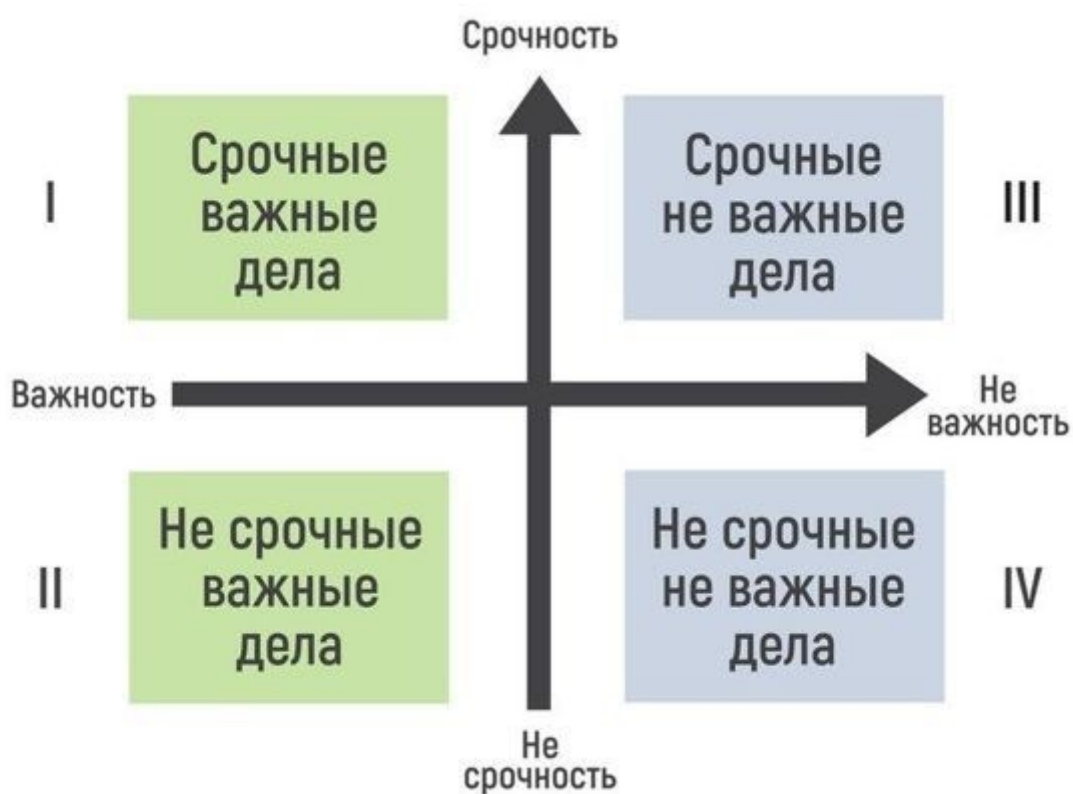 Срочность
Срочные
важные
дела
I
Срочные
не важные
дела
III
Важность
Не
важность
Не срочные
важные
дела
II
Не срочные
не важные
дела
IV
Не
срочность